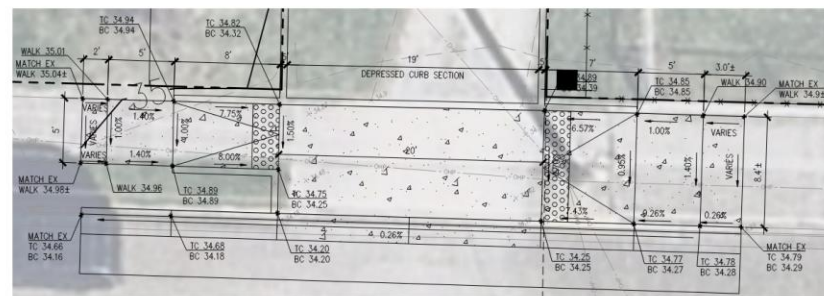 TC 34.94
BC 34.94
TC 34.82
BC 34.32
WALK 35.01
2'
5'
8'
19'
7'
5'
3.0'±
DEPRESSED CURB SECTION
34.89
34.39
TC 34.85
BC 34.85
WALK 34.90
MATCH EX
WALK 35.04±
MATCH EX
WALK 34.9±
35
VARIES
1.40%
7.75%
6.57%
1.00%
VARIES
5'
VARIES
1.00%
1.00%
1.50%
0.95%
1.40%
VARIES
8.4'±
VARIES
1.40%
8.00%
20'
MATCH EX
WALK 34.98±
WALK 34.96
TC 34.89
BC 34.89
TC 34.75
BC 34.25
7.43%
0.26%
0.26%
0.26%
MATCH EX
TC 34.66
BC 34.16
TC 34.68
BC 34.18
TC 34.20
BC 34.20
TC 34.25
BC 34.25
TC 34.77
BC 34.27
TC 34.78
BC 34.28
MATCH EX
TC 34.79
BC 34.29